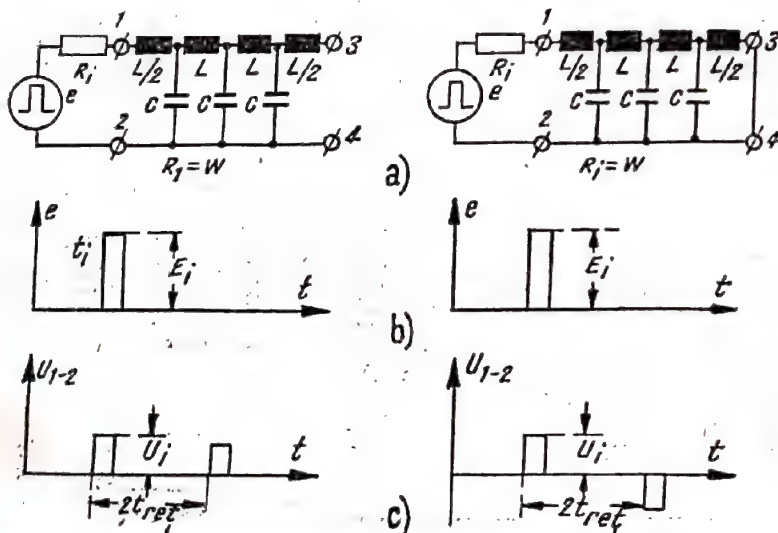 1
3
R_i
L/2
L
L
L/2
e
C
C
C
2
4
R_1=W
1
3
R_i
L/2
L
L
L/2
e
C
C
C
2
4
R_i=W
a)
e
t_i
E_i
t
e
E_i
t
b)
U_1-2
U_i
t
2t_ret
U_1-2
U_i
t
2t_ret
c)